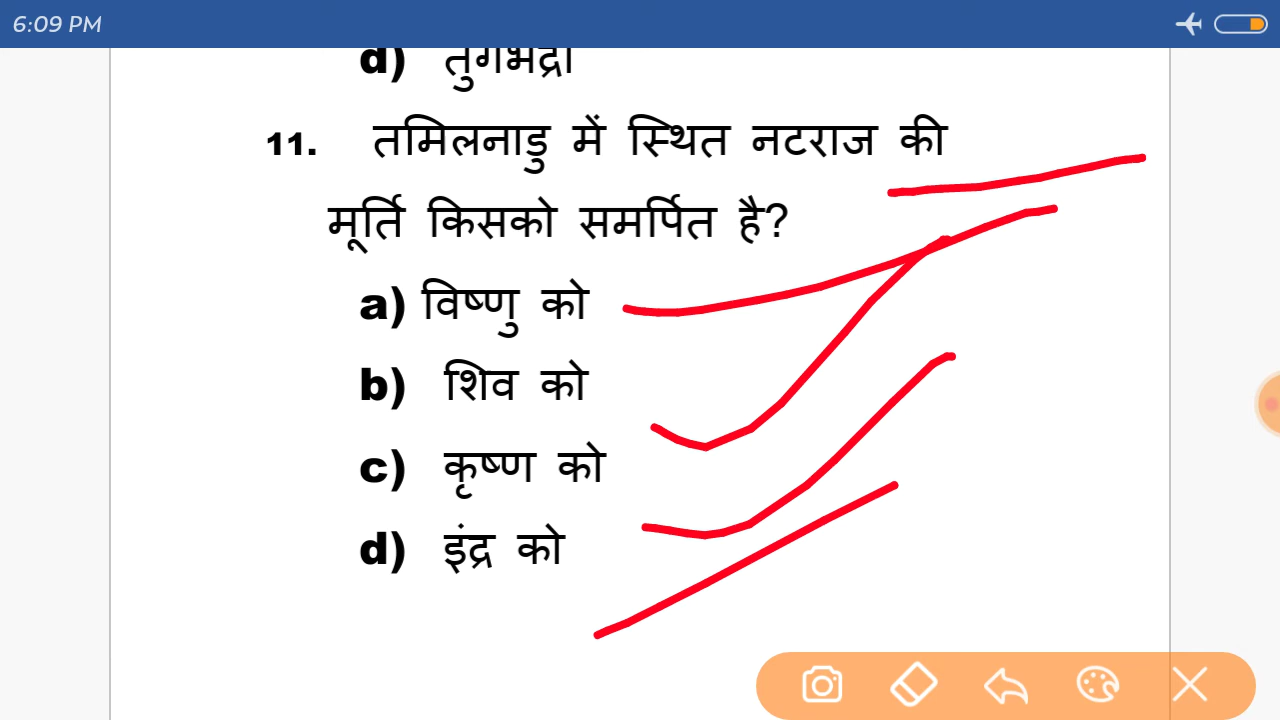 6:09 PM
d) तुंगभद्रा
11. तमिलनाडु में स्थित नटराज की
मूर्ति किसको समर्पित है?
a) विष्णु को
b) शिव को
c) कृष्ण को
d) इंद्र को